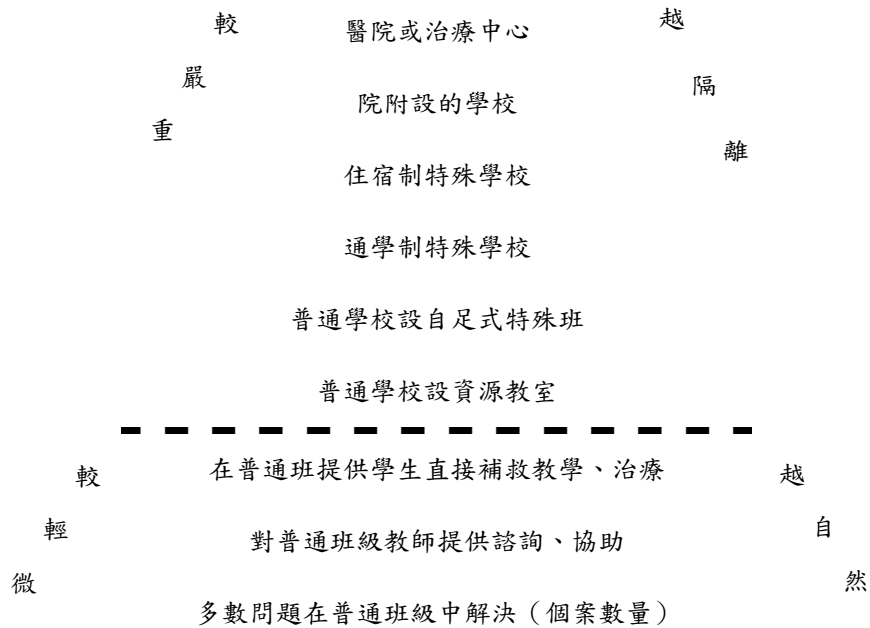 較嚴重
醫院或治療中心
越隔離
院附設的學校
住宿制特殊學校
通學制特殊學校
普通學校設自足式特殊班
普通學校設資源教室
較輕微
在普通班提供學生直接補救教學、治療
越自然
對普通班級教師提供諮詢、協助
多數問題在普通班級中解決（個案數量）